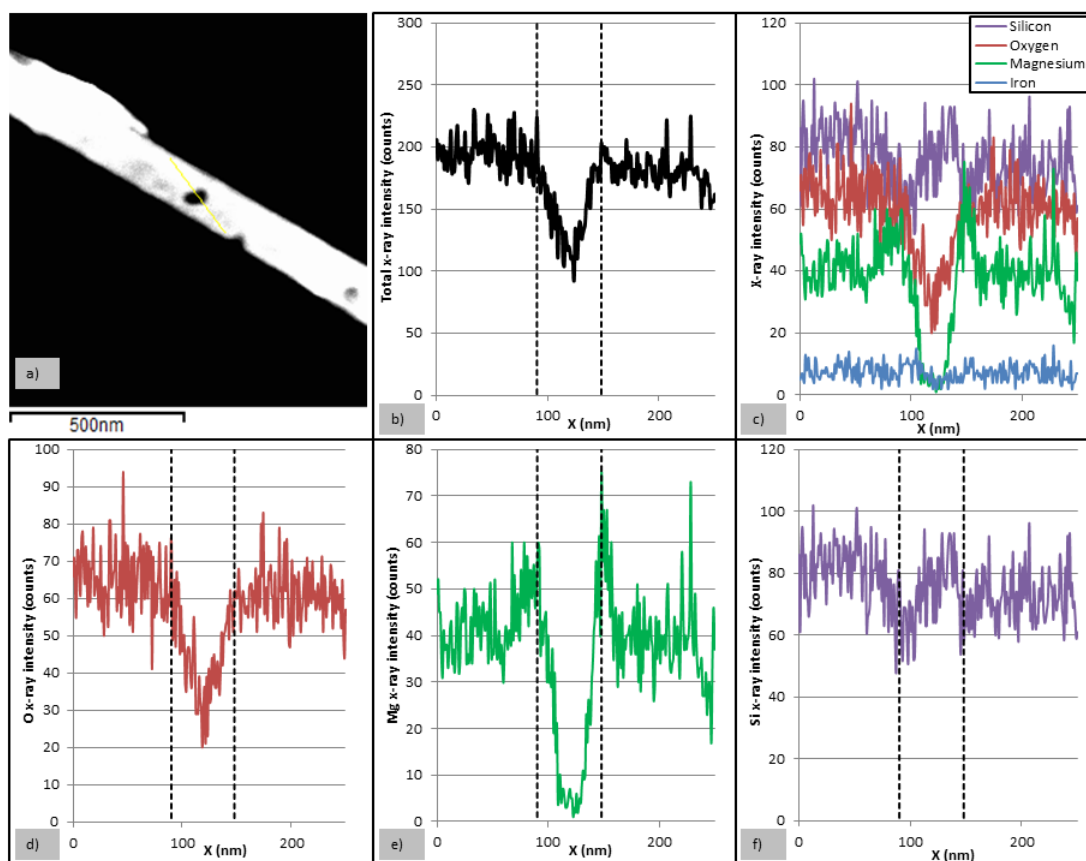 a)
500nm
Total x-ray intensity (counts)
300
250
200
150
100
50
0
0
100
200
X (nm)
b)
Silicon
Oxygen
Magnesium
Iron
X-ray intensity (counts)
120
100
80
60
40
20
0
0
100
200
X (nm)
c)
O x-ray intensity (counts)
100
90
80
70
60
50
40
30
20
10
0
0
100
200
X (nm)
d)
Mg x-ray intensity (counts)
80
70
60
50
40
30
20
10
0
0
100
200
X (nm)
e)
Si x-ray intensity (counts)
120
100
80
60
40
20
0
0
100
200
X (nm)
f)